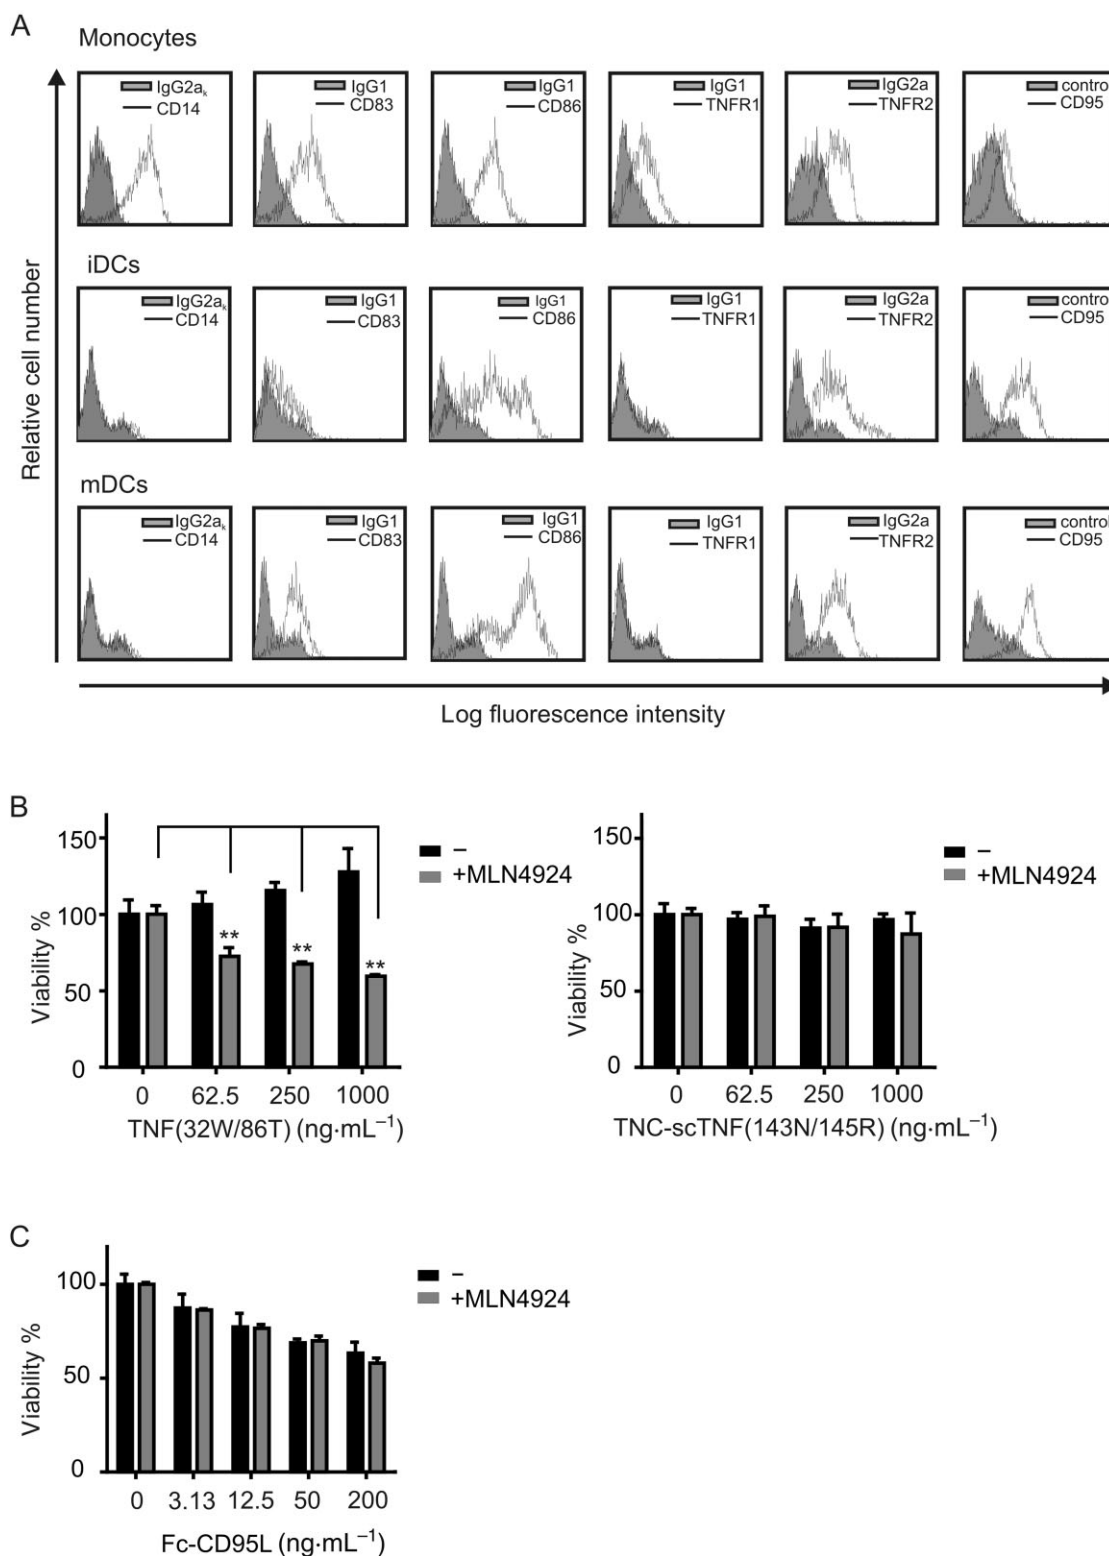 A
Monocytes
IgG2aₖ
CD14
IgG1
CD83
IgG1
CD86
IgG1
TNFR1
IgG2a
TNFR2
control
CD95
iDCs
IgG2aₖ
CD14
IgG1
CD83
IgG1
CD86
IgG1
TNFR1
IgG2a
TNFR2
control
CD95
mDCs
IgG2aₖ
CD14
IgG1
CD83
IgG1
CD86
IgG1
TNFR1
IgG2a
TNFR2
control
CD95
Relative cell number
Log fluorescence intensity
B
Viability %
150
100
50
0
** ** **
–
+MLN4924
0 62.5 250 1000
TNF(32W/86T) (ng·mL⁻¹)
Viability %
150
100
50
0
–
+MLN4924
0 62.5 250 1000
TNC-scTNF(143N/145R) (ng·mL⁻¹)
C
Viability %
100
50
0
–
+MLN4924
0 3.13 12.5 50 200
Fc-CD95L (ng·mL⁻¹)